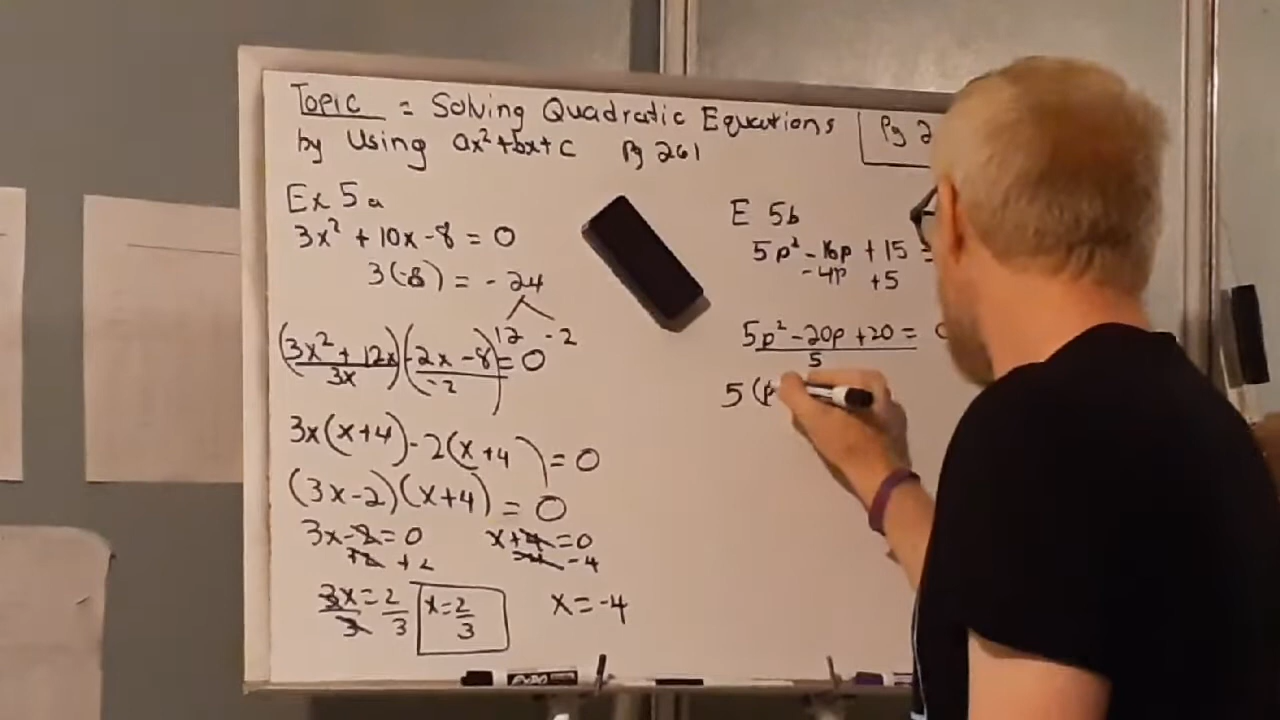 Topic = Solving Quadratic Equations
by Using ax²+bx+c Pg 261
Pg 2
Ex 5a
3x² + 10x - 8 = 0
3(-8) = -24
12 -2
(3x² + 12x)(-2x - 8) = 0
3x -2
3x(x+4) - 2(x+4) = 0
(3x-2)(x+4) = 0
3x-2=0 x+4=0
+2 +2 -4 -4
3x=2 x=2 x=-4
3 3 3
E 5b
5p² - 16p + 15 =
-4p +5
5p² - 20p + 20 = 0
5
5(p
EXPO